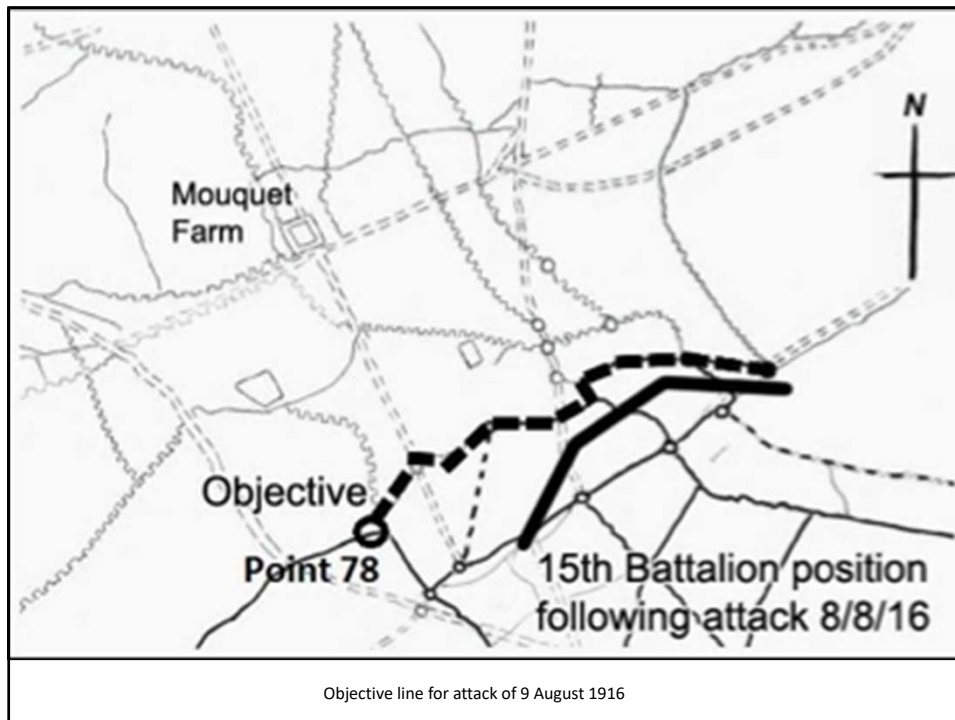 N
Mouquet
Farm
Objective
Point 78
15th Battalion position
following attack 8/8/16
Objective line for attack of 9 August 1916